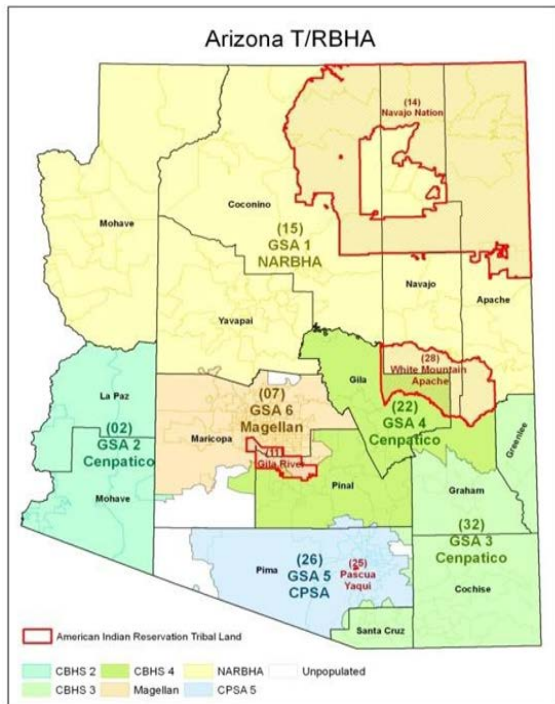 Arizona T/RBHA
(14)
Navajo Nation
Mohave
Coconino
(15)
GSA 1
NARBHA
Navajo
Apache
Yavapai
La Paz
(02)
GSA 2
Cenpatico
Mohave
(07)
GSA 6
Magellan
Maricopa
(11)
Gila River
Gila
(28)
White Mountain
Apache
(22)
GSA 4
Cenpatico
Pinal
Greenlee
Graham
(32)
GSA 3
Cenpatico
Cochise
Pima
(26)
GSA 5
CPSA
(25)
Pascua
Yaqui
Santa Cruz
American Indian Reservation Tribal Land
CBHS 2
CBHS 4
NARBHA
Unpopulated
CBHS 3
Magellan
CPSA 5